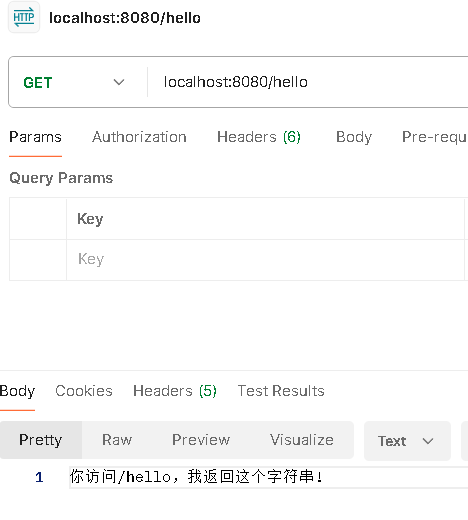 HTTP localhost:8080/hello
GET localhost:8080/hello
Params Authorization Headers (6) Body Pre-requ
Query Params
Key
Key
Body Cookies Headers (5) Test Results
Pretty Raw Preview Visualize Text
1 你访问/hello，我返回这个字符串!